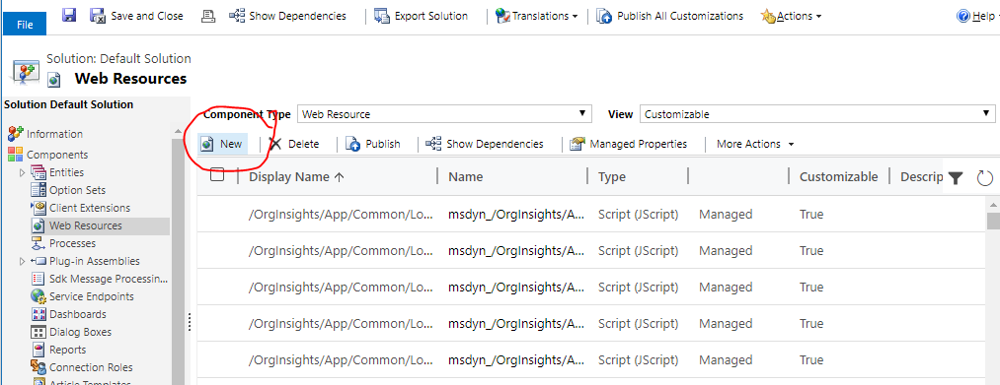 File
Save and Close
Show Dependencies
Export Solution
Translations
Publish All Customizations
Actions
Help
Solution: Default Solution
Web Resources
Solution Default Solution
Component Type Web Resource View Customizable
New Delete Publish Show Dependencies Managed Properties More Actions
Display Name Name Type Customizable Descrip
/OrgInsights/App/Common/Lo... msdyn_/OrgInsights/A... Script (JScript) Managed True
/OrgInsights/App/Common/Lo... msdyn_/OrgInsights/A... Script (JScript) Managed True
/OrgInsights/App/Common/Lo... msdyn_/OrgInsights/A... Script (JScript) Managed True
/OrgInsights/App/Common/Lo... msdyn_/OrgInsights/A... Script (JScript) Managed True
/OrgInsights/App/Common/Lo... msdyn_/OrgInsights/A... Script (JScript) Managed True
Information
Components
Entities
Option Sets
Client Extensions
Web Resources
Processes
Plug-in Assemblies
Sdk Message Processin...
Service Endpoints
Dashboards
Dialog Boxes
Reports
Connection Roles
Article Templates